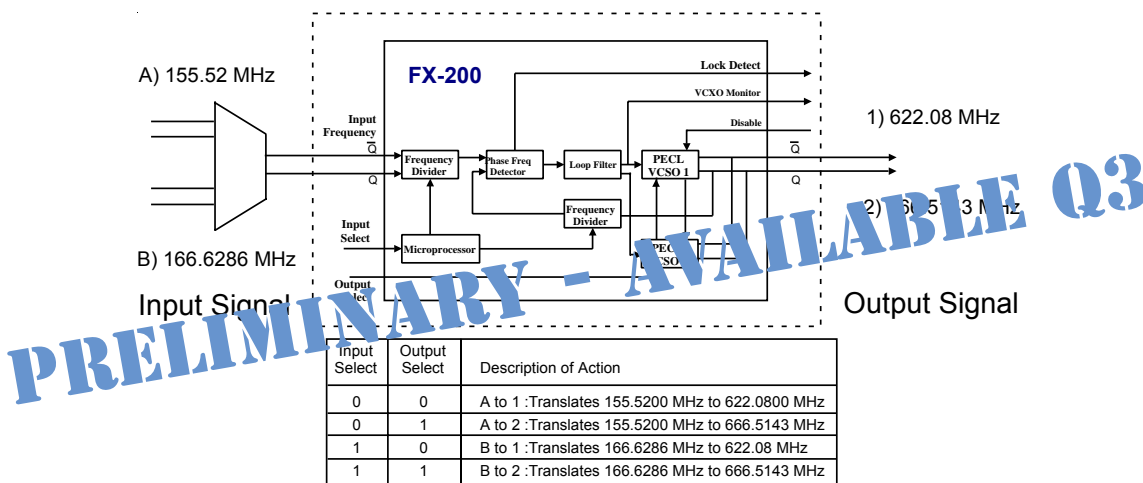 A) 155.52 MHz
B) 166.6286 MHz
Input Signal
FX-200
Lock Detect
VCXO Monitor
Disable
Input
Frequency
Q
Q
Frequency
Divider
Phase Freq
Detector
Loop Filter
PECL
VCSO 1
Frequency
Divider
Input
Select
Microprocessor
Output
Q
Q
1) 622.08 MHz
2) MHz
Output Signal
PRELIMINARY - AVAILABLE Q3
Input Select
Output Select
Description of Action
0 0 A to 1 :Translates 155.5200 MHz to 622.0800 MHz
0 1 A to 2 :Translates 155.5200 MHz to 666.5143 MHz
1 0 B to 1 :Translates 166.6286 MHz to 622.08 MHz
1 1 B to 2 :Translates 166.6286 MHz to 666.5143 MHz